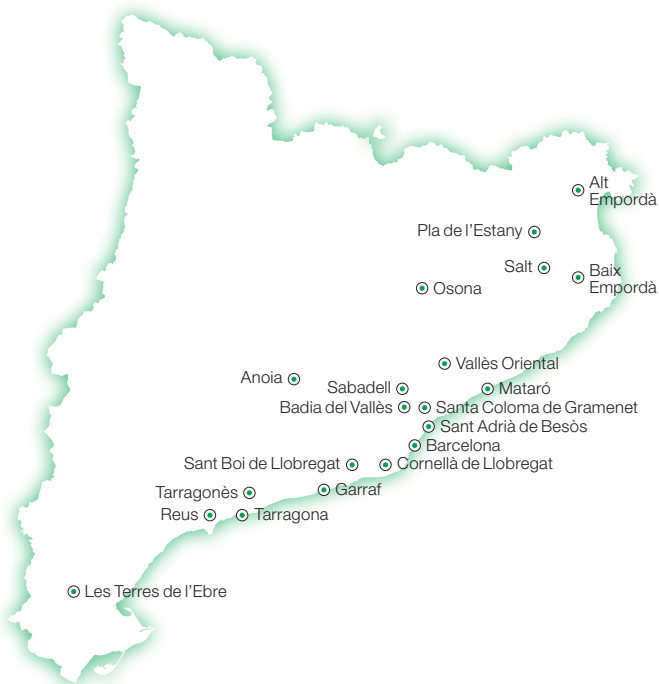 Alt
Empordà
Pla de l’Estany
Salt
Baix
Empordà
Osona
Vallès Oriental
Anoia
Sabadell
Mataró
Badia del Vallès
Santa Coloma de Gramenet
Sant Adrià de Besòs
Barcelona
Sant Boi de Llobregat
Cornellà de Llobregat
Tarragonès
Garraf
Reus
Tarragona
Les Terres de l’Ebre